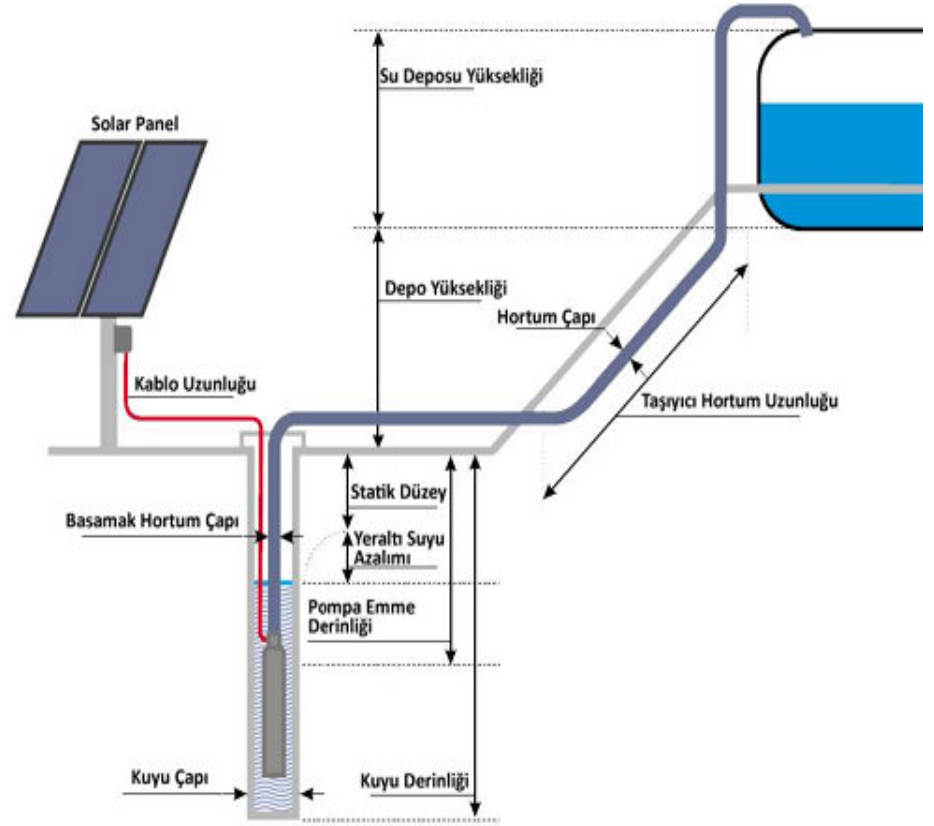 Su Deposu Yüksekliği
Solar Panel
Depo Yüksekliği
Hortum Çapı
Kablo Uzunluğu
Taşıyıcı Hortum Uzunluğu
Statik Düzey
Basamak Hortum Çapı
Yeraltı Suyu
Azalımı
Pompa Emme
Derinliği
Kuyu Çapı
Kuyu Derinliği